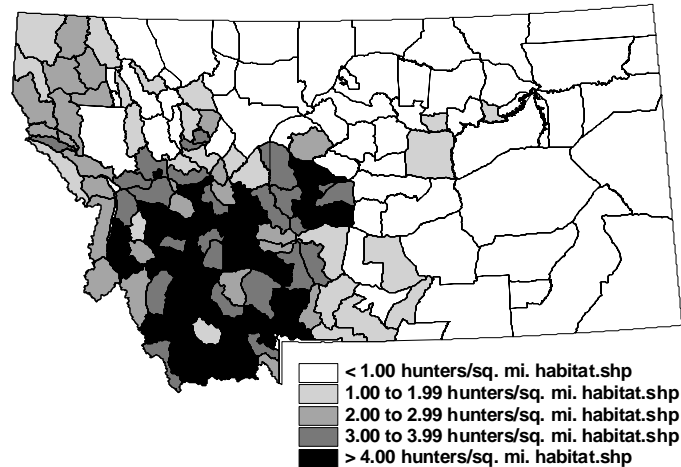 < 1.00 hunters/sq. mi. habitat.shp
1.00 to 1.99 hunters/sq. mi. habitat.shp
2.00 to 2.99 hunters/sq. mi. habitat.shp
3.00 to 3.99 hunters/sq. mi. habitat.shp
> 4.00 hunters/sq. mi. habitat.shp